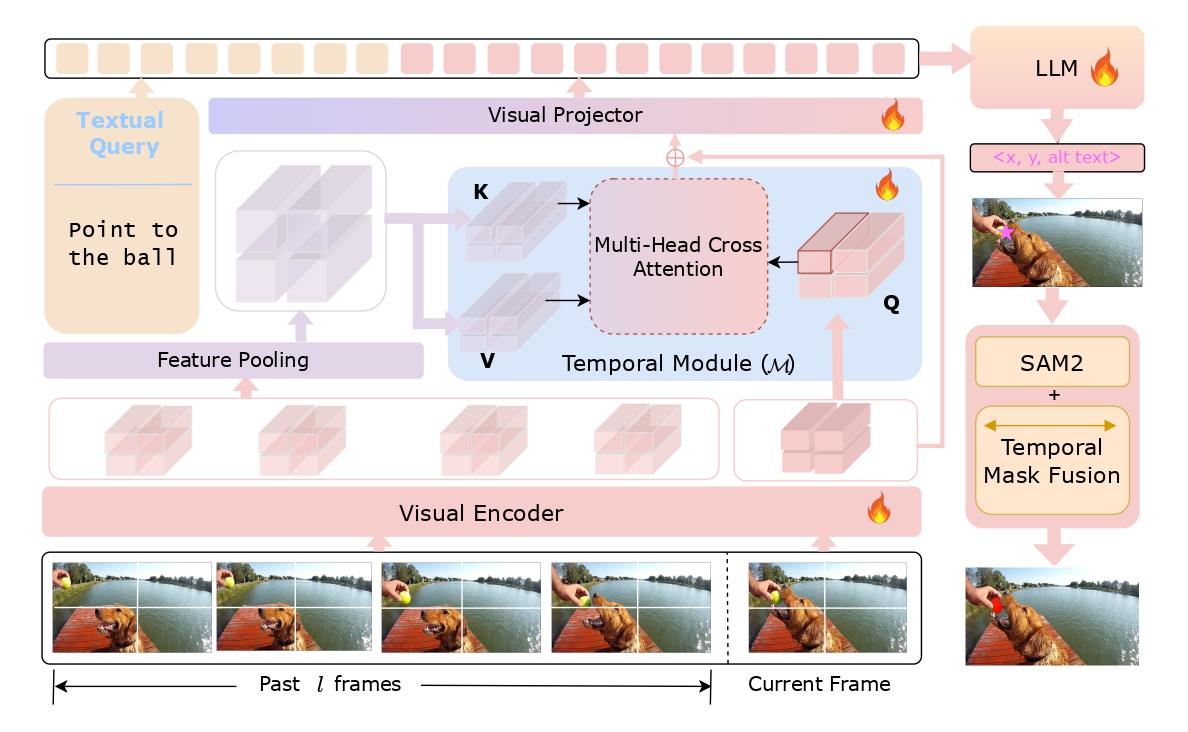 LLM
Textual
Query
Visual Projector
<x, y, alt text>
Point to
the ball
K
Multi-Head Cross
Attention
Q
V
Temporal Module (ℳ)
Feature Pooling
SAM2
+
Temporal
Mask Fusion
Visual Encoder
Past l frames
Current Frame